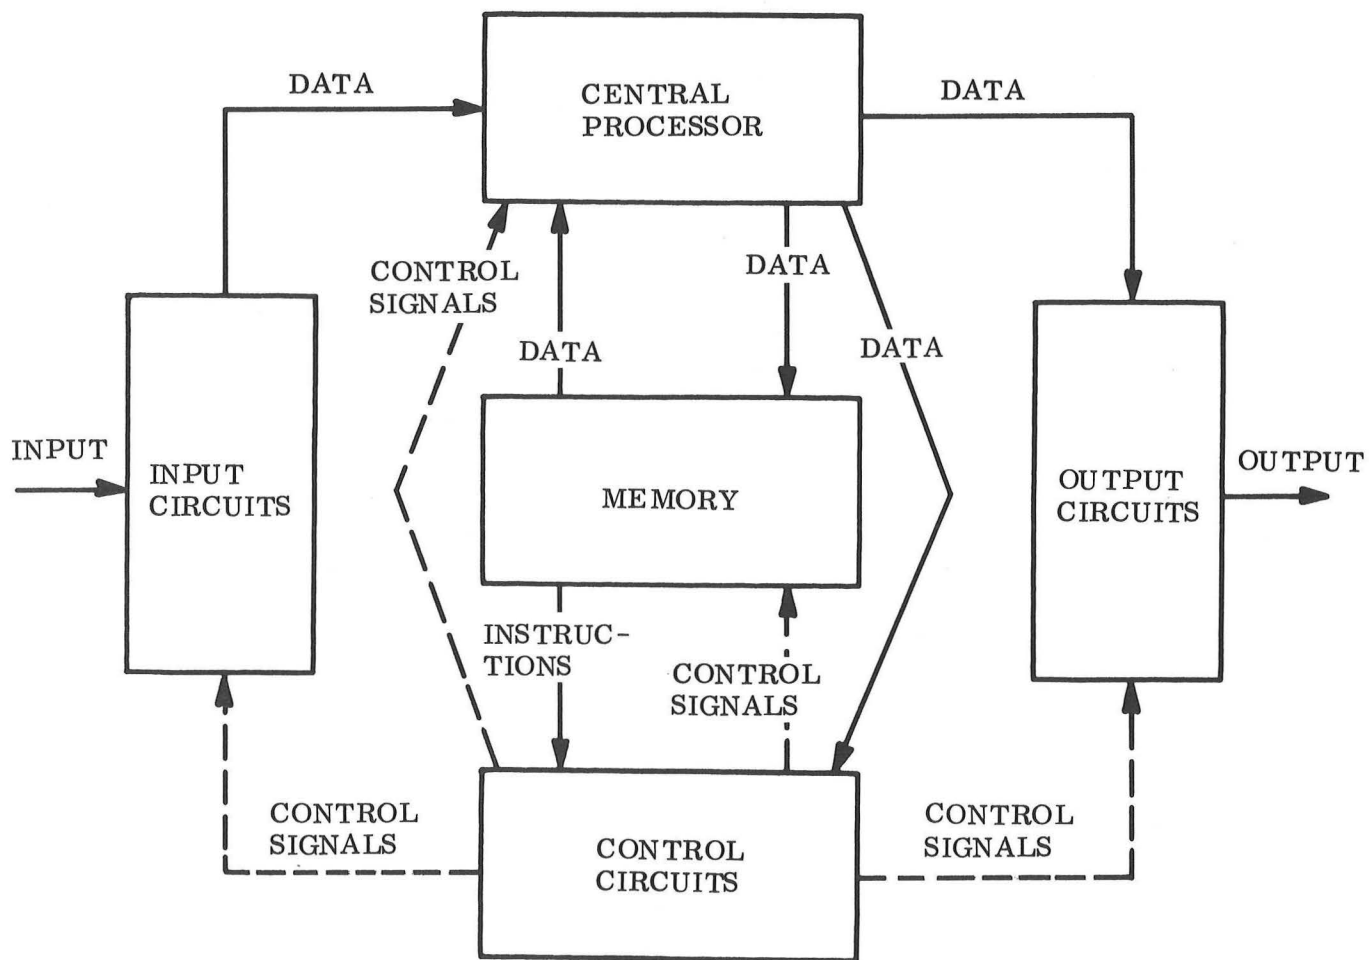 DATA
CENTRAL
PROCESSOR
DATA
CONTROL
SIGNALS
DATA
DATA
DATA
INPUT
INPUT
CIRCUITS
MEMORY
OUTPUT
CIRCUITS
OUTPUT
INSTRUC-
TIONS
CONTROL
SIGNALS
CONTROL
SIGNALS
CONTROL
CIRCUITS
CONTROL
SIGNALS